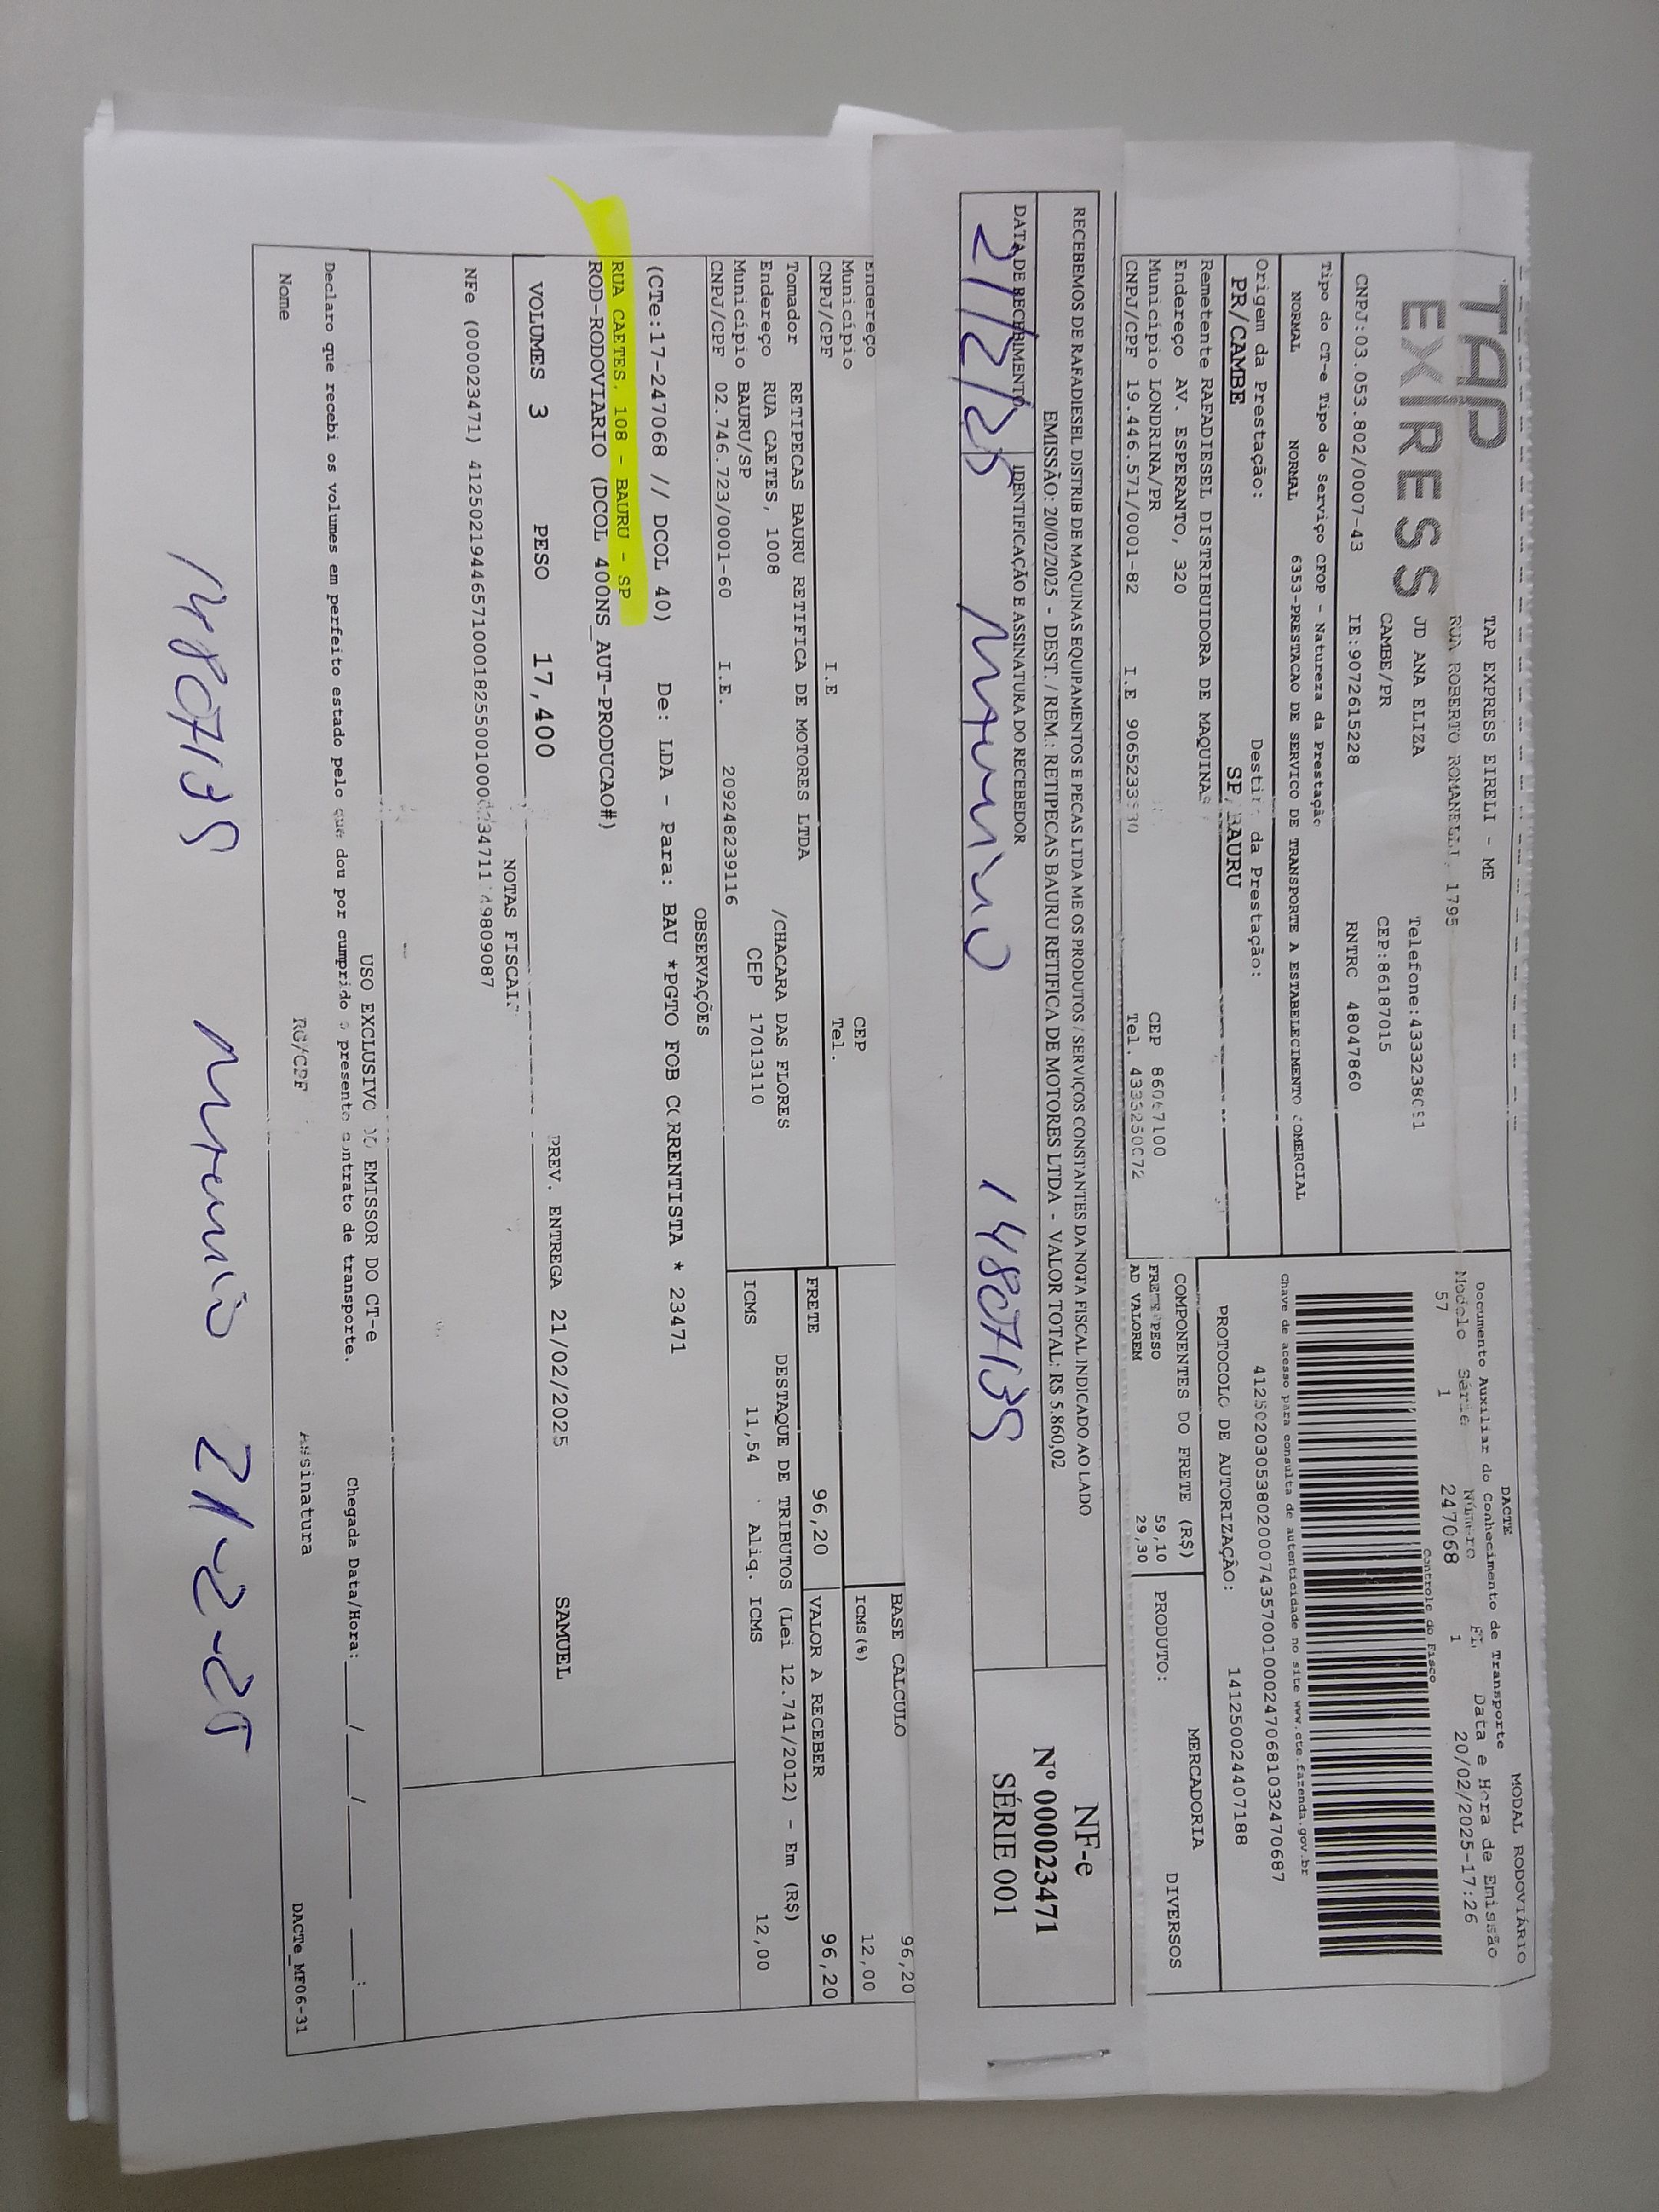 TAP
EXPRESS
TAP EXPRESS EIRELI - ME
RUA ROBERTO ROMANELLI, 1795
JD ANA ELIZA Telefone:43332380
CAMBE/PR CEP:86187015
CNPJ:03.053.802/0007-43 IE:9072615228 RNTRC 48047860
MODAL RODOVIÁRIO
DACTE
Documento Auxiliar do Conhecimento de Transporte
Modelo Série Número FL Data e Hora de Emissão
57 1 247068 1 20/02/2025-17:26
Controle do Fisco
Chave de acesso para consulta de autenticidade no site www.cte.fazenda.gov.br
41250203053802000743570010002470681032470687
PROTOCOLO DE AUTORIZAÇÃO: 141250024407188
Tipo do CT-e Tipo do Serviço CFOP - Natureza da Prestação
NORMAL NORMAL 6353-PRESTACAO DE SERVICO DE TRANSPORTE A ESTABELECIMENTO COMERCIAL
Origem da Prestação: Destino da Prestação:
PR/CAMBE SP/BAURU
Remetente RAFADIESEL DISTRIBUIDORA DE MAQUINAS
Endereço AV. ESPERANTO, 320
Município LONDRINA/PR CEP 86067100
CNPJ/CPF 19.446.571/0001-82 I.E Tel.
COMPONENTES DO FRETE (R$)
FRETE PESO 59,10
AD VALOREM 29,30
PRODUTO: MERCADORIA DIVERSOS
RECEBEMOS DE RAFADIESEL DISTRIB DE MAQUINAS EQUIPAMENTOS E PECAS LTDA ME OS PRODUTOS / SERVIÇOS CONSTANTES DA NOTA FISCAL INDICADO AO LADO
EMISSÃO: 20/02/2025 - DEST. / REM.: RETIPECAS BAURU RETIFICA DE MOTORES LTDA - VALOR TOTAL: R$ 5.860,02
DATA DE RECEBIMENTO IDENTIFICAÇÃO E ASSINATURA DO RECEBEDOR
21/2/25
NF-e
Nº 000023471
SÉRIE 001
Endereço
Município CEP
CNPJ/CPF I.E Tel.
BASE CALCULO 96,20
ICMS(%) 12,00
Tomador RETIPECAS BAURU RETIFICA DE MOTORES LTDA
Endereço RUA CAETES, 1008 /CHACARA DAS FLORES
Município BAURU/SP CEP 17013110
CNPJ/CPF 02.746.723/0001-60 I.E. 209248239116
FRETE 96,20 VALOR A RECEBER 96,20
DESTAQUE DE TRIBUTOS (Lei 12.741/2012) - Em (R$)
ICMS 11,54 Aliq. ICMS 12,00
OBSERVAÇÕES
(CTe:17-247068 // DCOL 40) De: LDA - Para: BAU *PGTO FOB CORRENTISTA * 23471
RUA CAETES, 108 - BAURU - SP
ROD-RODOVIARIO (DCOL 400NS_AUT-PRODUCAO#)
VOLUMES 3 PESO 17,400 PREV. ENTREGA 21/02/2025 SAMUEL
NOTAS FISCAIS
NFe (000023471)
USO EXCLUSIVO DO EMISSOR DO CT-e
Declaro que recebi os volumes em perfeito estado pelo que dou por cumprido o presente contrato de transporte. Chegada Data/Hora:____/____/______ ___:___
Nome RG/CPF Assinatura DACTe_MF06-31
21-2-25